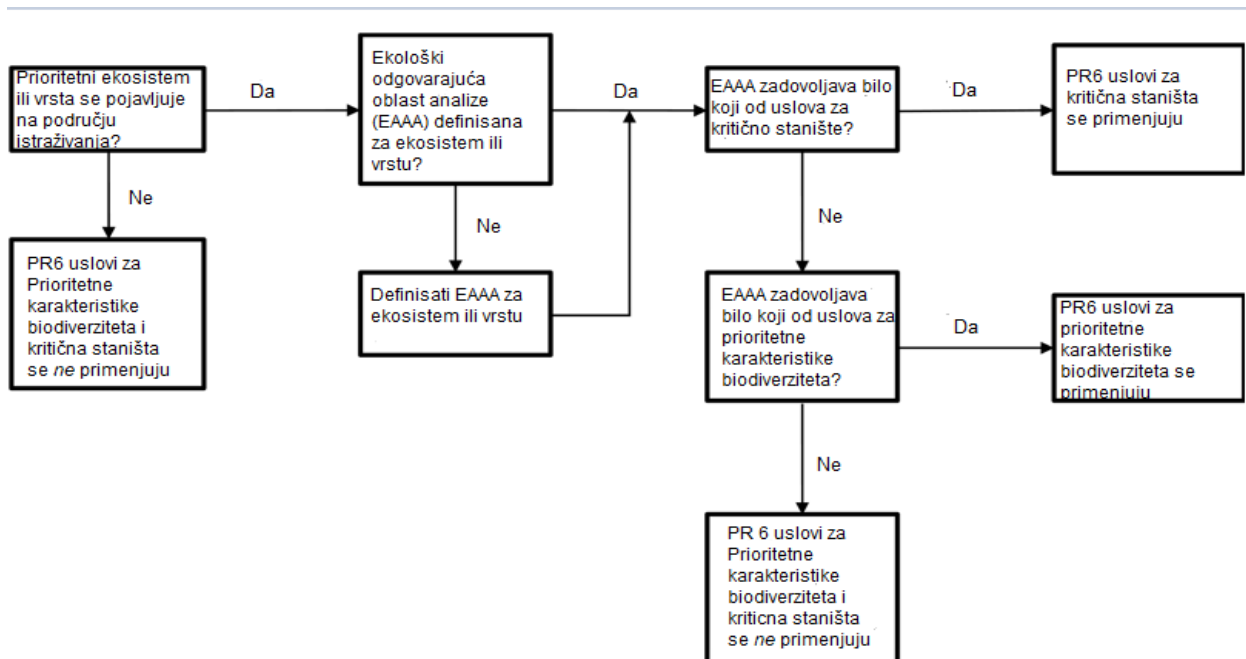 Prioritetni ekosistem
ili vrsta se pojavljuje
na području
istraživanja?
Da
Ne
PR6 uslovi za
Prioritetne
karakteristike
biodiverziteta i
kritična staništa
se ne primenjuju
Ekološki
odgovarajuća
oblast analize
(EAAA) definisana
za ekosistem ili
vrstu?
Da
Ne
Definisati EAAA za
ekosistem ili vrstu
EAAA zadovoljava bilo
koji od uslova za
kritično stanište?
Da
PR6 uslovi za
kritična staništa
se primenjuju
Ne
EAAA zadovoljava
bilo koji od uslova za
prioritetne
karakteristike
biodiverziteta?
Da
PR6 uslovi za
prioritetne
karakteristike
biodiverziteta se
primenjuju
Ne
PR 6 uslovi za
Prioritetne
karakteristike
biodiverziteta i
kriticna staništa
se ne primenjuju